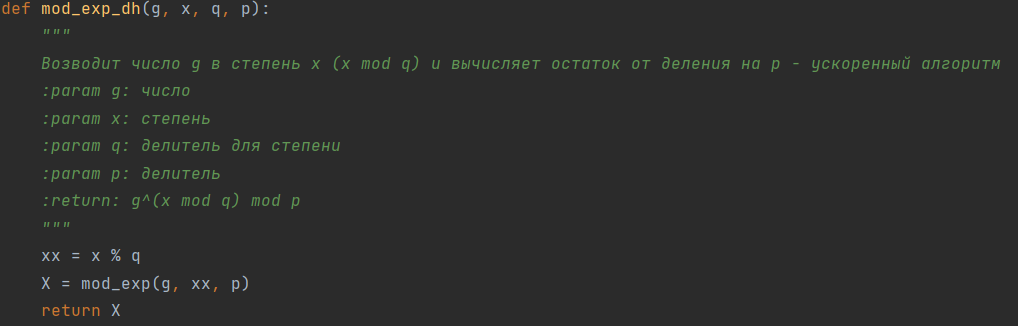 def mod_exp_dh(g, x, q, p):
"""
Возводит число g в степень x (x mod q) и вычисляет остаток от деления на p - ускоренный алгоритм
:param g: число
:param x: степень
:param q: делитель для степени
:param p: делитель
:return: g^(x mod q) mod p
"""
xx = x % q
X = mod_exp(g, xx, p)
return X